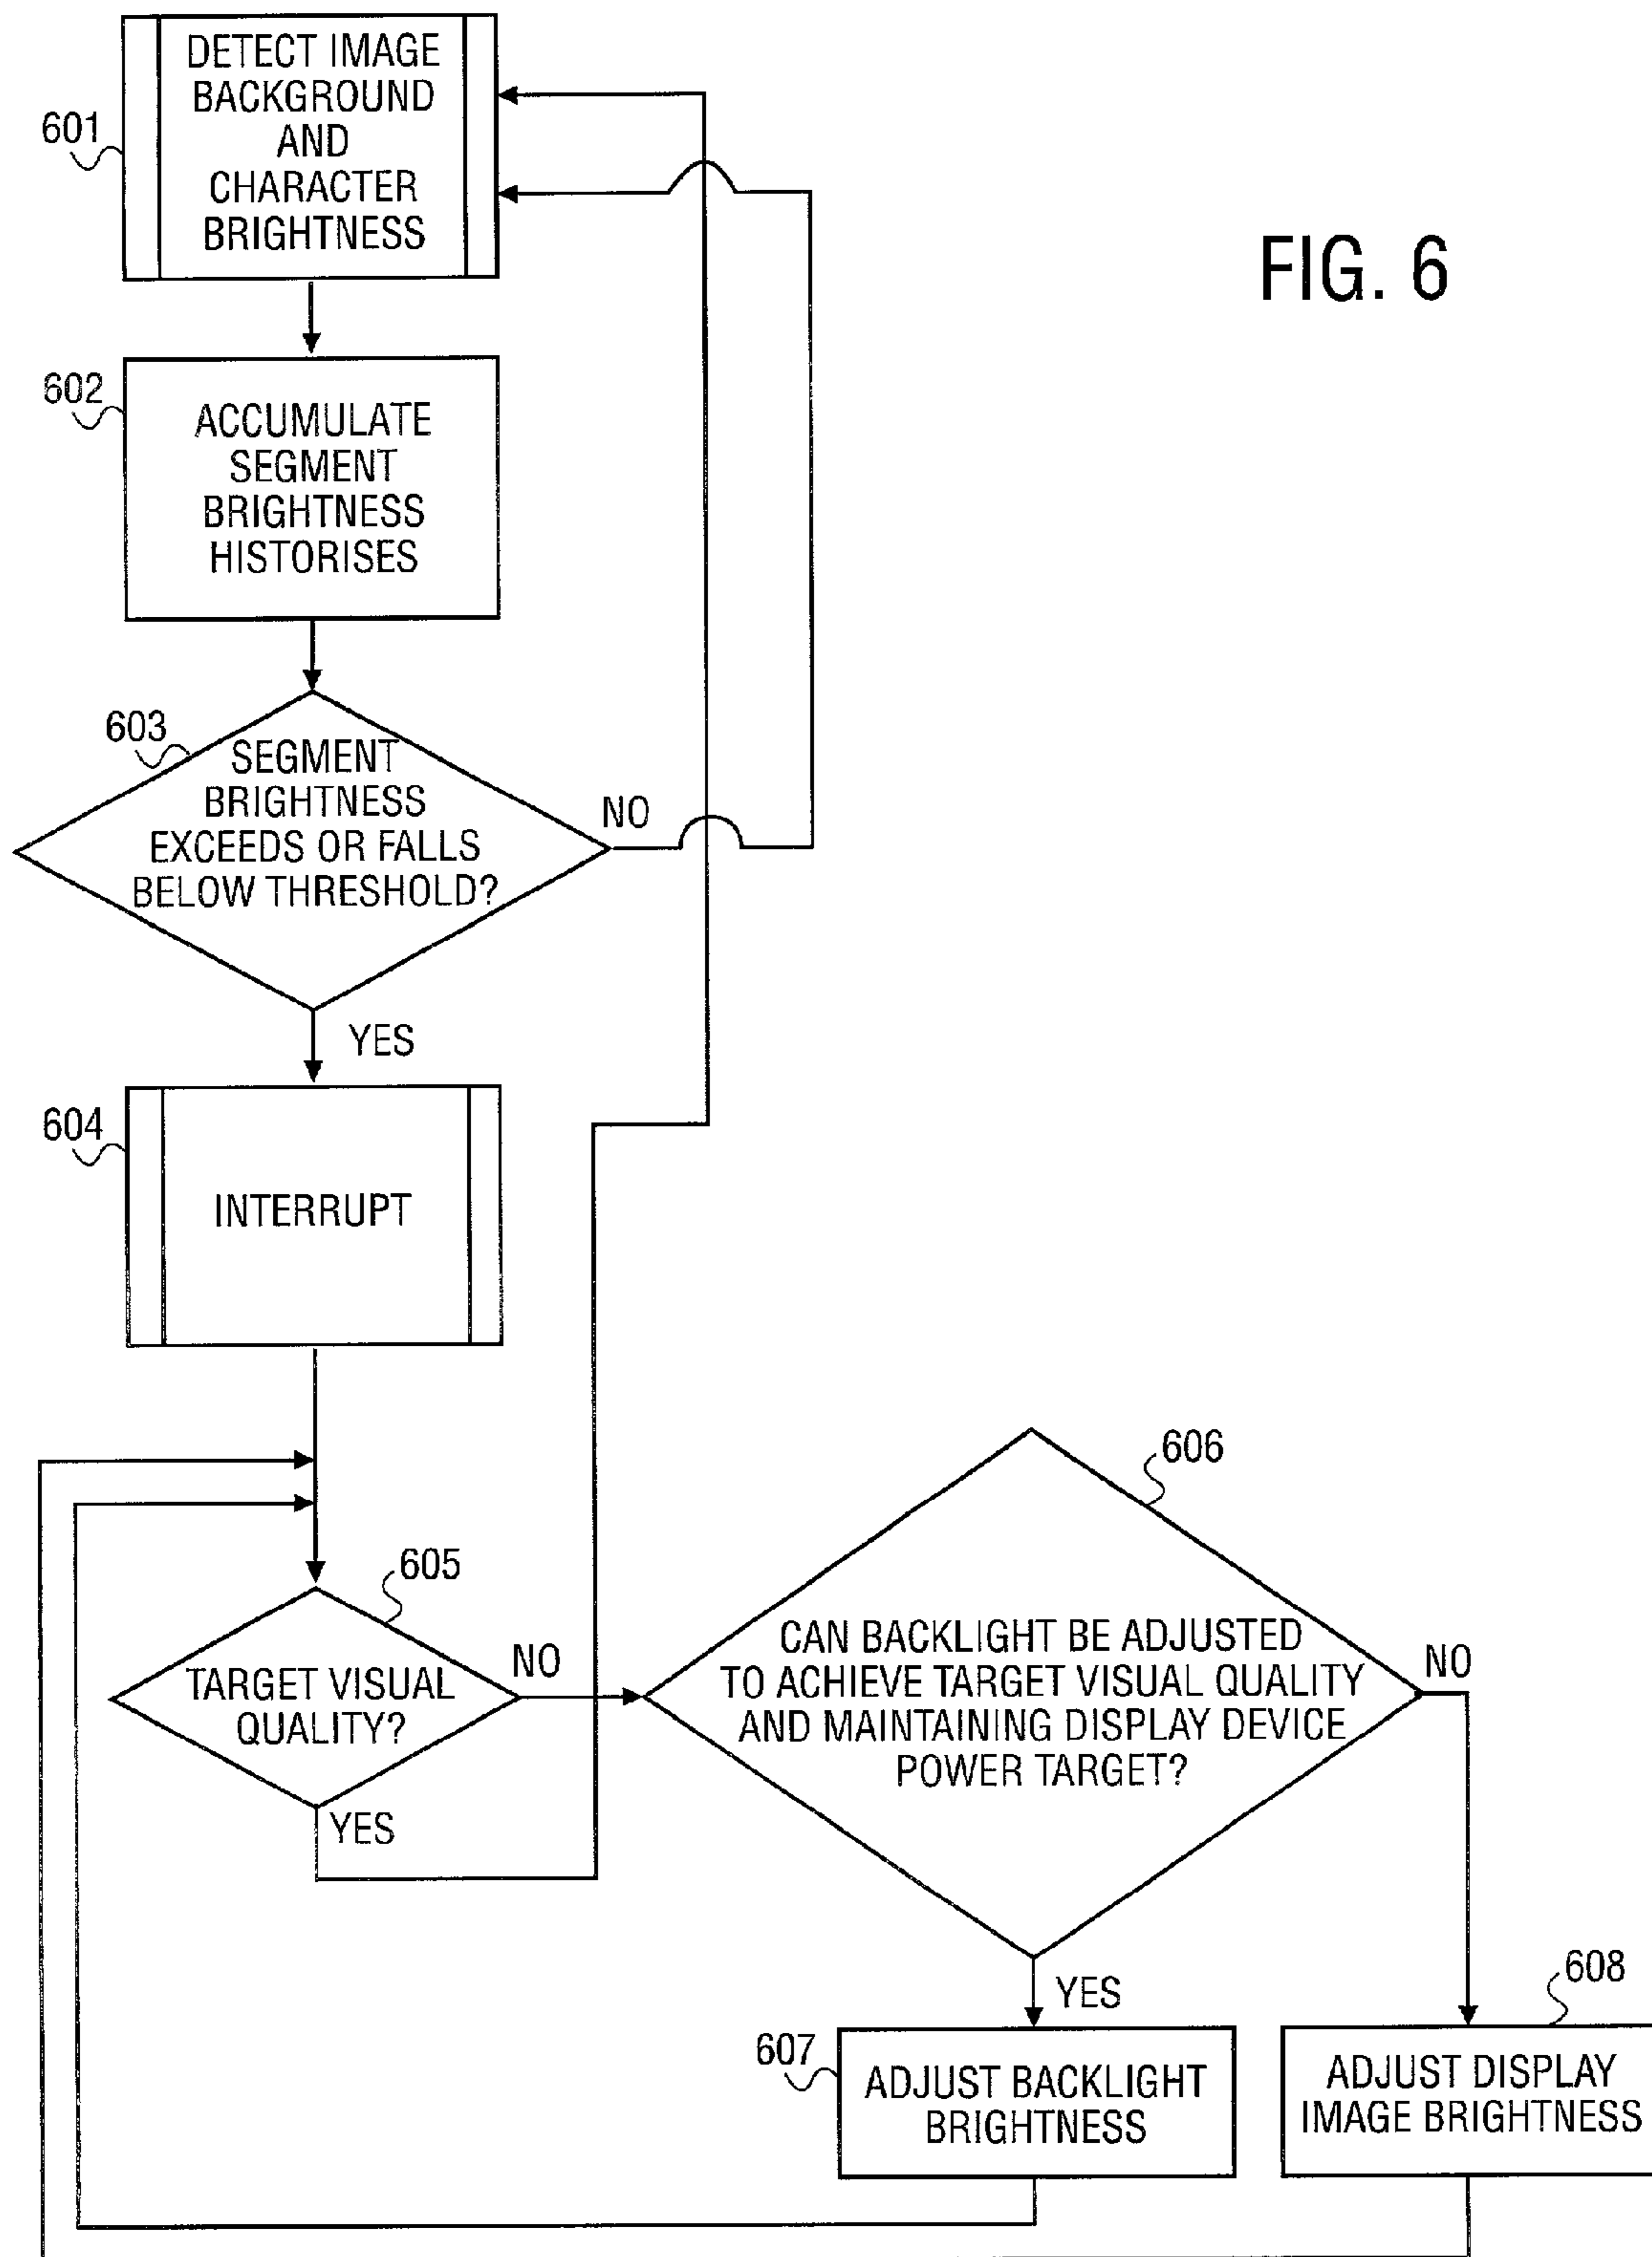 DETECT IMAGE
BACKGROUND
AND
CHARACTER
BRIGHTNESS
601
FIG. 6
602
ACCUMULATE
SEGMENT
BRIGHTNESS
HISTORISES
603
SEGMENT
BRIGHTNESS
EXCEEDS OR FALLS
BELOW THRESHOLD?
NO
YES
604
INTERRUPT
605
TARGET VISUAL
QUALITY?
NO
YES
606
CAN BACKLIGHT BE ADJUSTED
TO ACHIEVE TARGET VISUAL QUALITY
AND MAINTAINING DISPLAY DEVICE
POWER TARGET?
NO
YES
607
ADJUST BACKLIGHT
BRIGHTNESS
608
ADJUST DISPLAY
IMAGE BRIGHTNESS